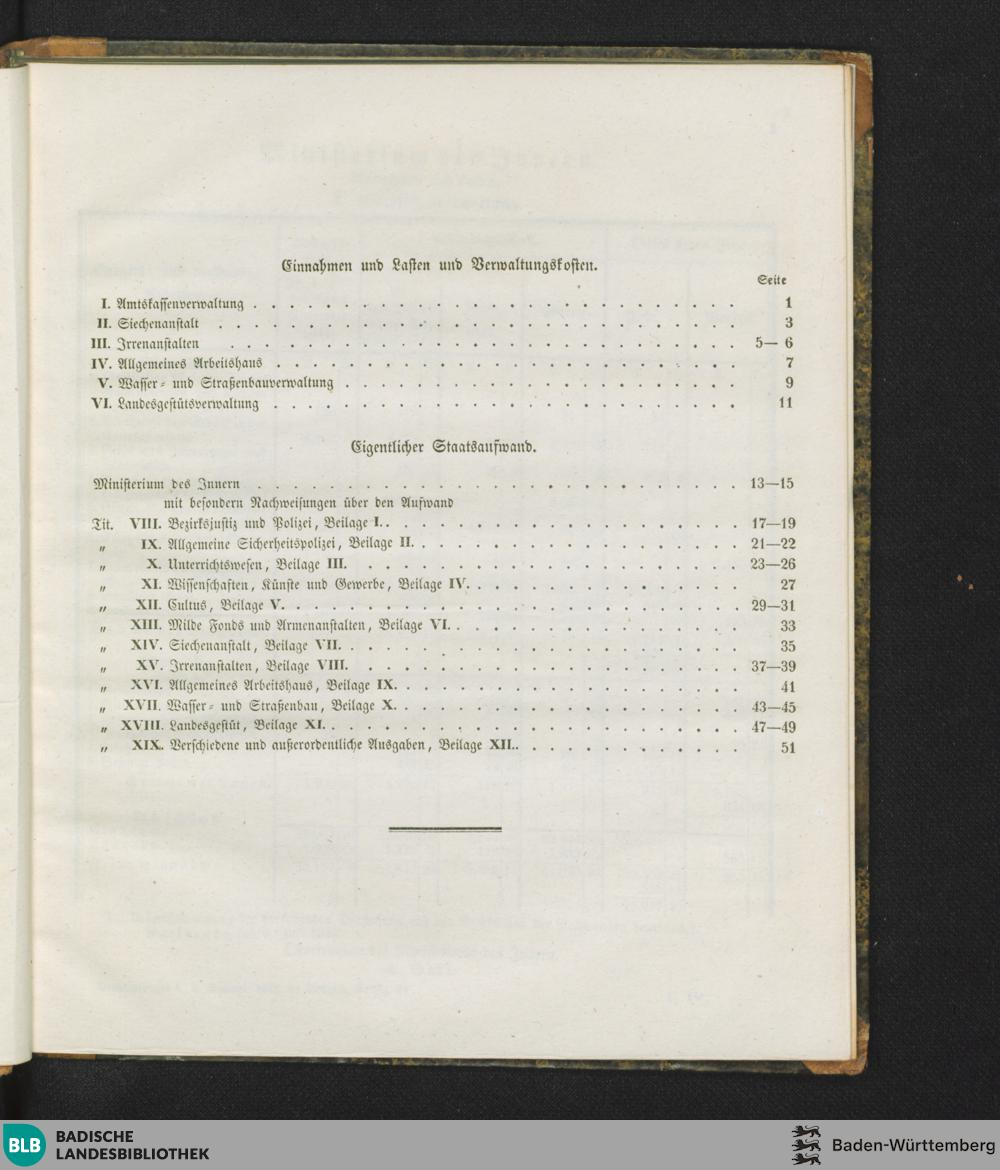 Einnahmen und Lasten und Verwaltungskosten.
Seite
I. Amtskassenverwaltung . . . . . . . . . . . . . . . . . . . . . . . . . . 1
II. Siechenanstalt . . . . . . . . . . . . . . . . . . . . . . . . . . . . 3
III. Irrenanstalten . . . . . . . . . . . . . . . . . . . . . . . . . . . 5— 6
IV. Allgemeines Arbeitshaus . . . . . . . . . . . . . . . . . . . . . . . . . 7
V. Wasser- und Straßenbauverwaltung . . . . . . . . . . . . . . . . . . . . . 9
VI. Landesgestütsverwaltung . . . . . . . . . . . . . . . . . . . . . . . . . 11
Eigentlicher Staatsaufwand.
Ministerium des Innern . . . . . . . . . . . . . . . . . . . . . . . . . . 13—15
mit besondern Nachweisungen über den Aufwand
Tit. VIII. Bezirksjustiz und Polizei, Beilage I. . . . . . . . . . . . . . . . . . . . 17—19
„ IX. Allgemeine Sicherheitspolizei, Beilage II. . . . . . . . . . . . . . . . . . . 21—22
„ X. Unterrichtswesen, Beilage III. . . . . . . . . . . . . . . . . . . . . . 23—26
„ XI. Wissenschaften, Künste und Gewerbe, Beilage IV. . . . . . . . . . . . . . . . 27
„ XII. Cultus, Beilage V. . . . . . . . . . . . . . . . . . . . . . . . . 29—31
„ XIII. Milde Fonds und Armenanstalten, Beilage VI. . . . . . . . . . . . . . . . . 33
„ XIV. Siechenanstalt, Beilage VII. . . . . . . . . . . . . . . . . . . . . . . 35
„ XV. Irrenanstalten, Beilage VIII. . . . . . . . . . . . . . . . . . . . . . 37—39
„ XVI. Allgemeines Arbeitshaus, Beilage IX. . . . . . . . . . . . . . . . . . . . 41
„ XVII. Wasser- und Straßenbau, Beilage X. . . . . . . . . . . . . . . . . . . . 43—45
„ XVIII. Landesgestüt, Beilage XI. . . . . . . . . . . . . . . . . . . . . . . 47—49
„ XIX. Verschiedene und außerordentliche Ausgaben, Beilage XII. . . . . . . . . . . . . . 51
BLB
BADISCHE
LANDESBIBLIOTHEK
Baden-Württemberg